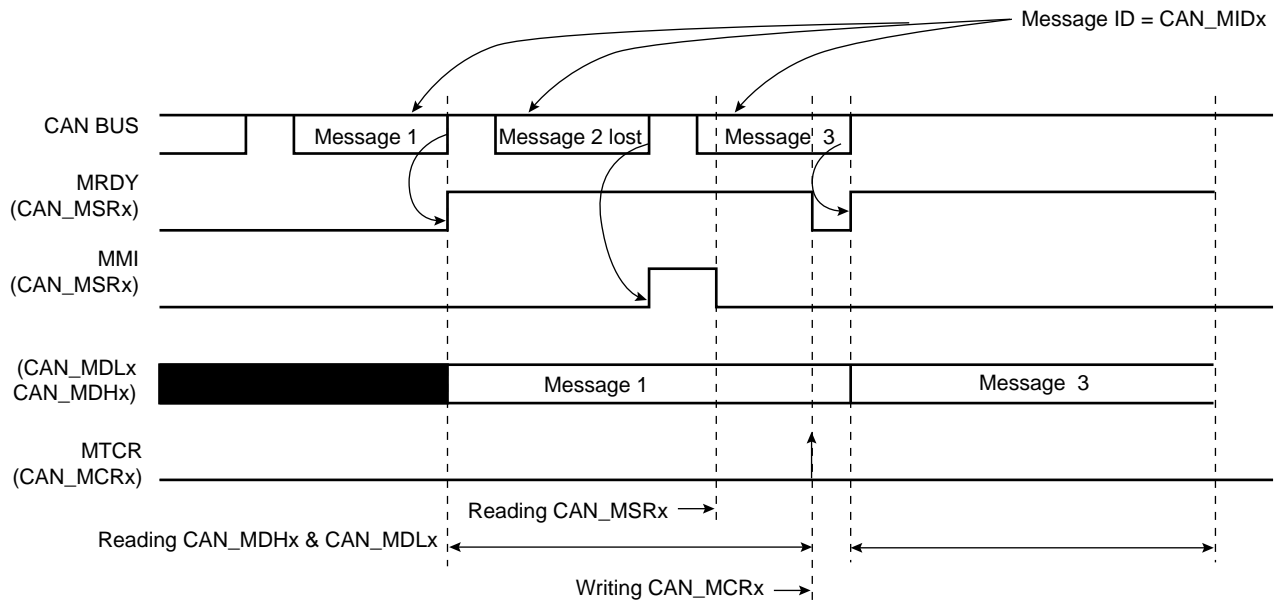 Message ID = CAN_MIDx
CAN BUS
Message 1
Message 2 lost
Message 3
MRDY
(CAN_MSRx)
MMI
(CAN_MSRx)
(CAN_MDLx
CAN_MDHx)
Message 1
Message 3
MTCR
(CAN_MCRx)
Reading CAN_MSRx
Reading CAN_MDHx & CAN_MDLx
Writing CAN_MCRx